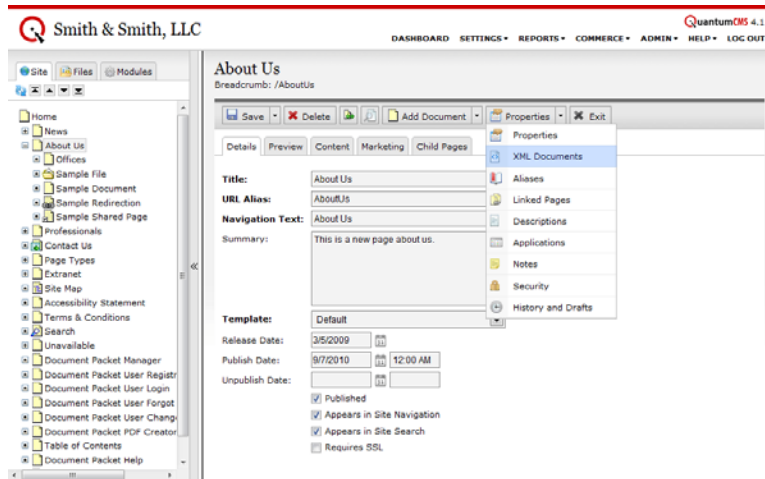 Smith & Smith, LLC
QuantumCMS 4.1
DASHBOARD SETTINGS REPORTS COMMERCE ADMIN HELP LOG OUT
Site Files Modules
Home
News
About Us
Offices
Sample File
Sample Document
Sample Redirection
Sample Shared Page
Professionals
Contact Us
Page Types
Extranet
Site Map
Accessibility Statement
Terms & Conditions
Search
Unavailable
Document Packet Manager
Document Packet User Registr
Document Packet User Login
Document Packet User Forgot
Document Packet User Chang
Document Packet PDF Creator
Table of Contents
Document Packet Help
About Us
Breadcrumb: /AboutUs
Save Delete Add Document Properties Exit
Details Preview Content Marketing Child Pages
Title: About Us
URL Alias: AboutUs
Navigation Text: About Us
Summary: This is a new page about us.
Template: Default
Release Date: 3/5/2009
Publish Date: 9/7/2010 12:00 AM
Unpublish Date:
Published
Appears in Site Navigation
Appears in Site Search
Requires SSL
Properties
XML Documents
Aliases
Linked Pages
Descriptions
Applications
Notes
Security
History and Drafts